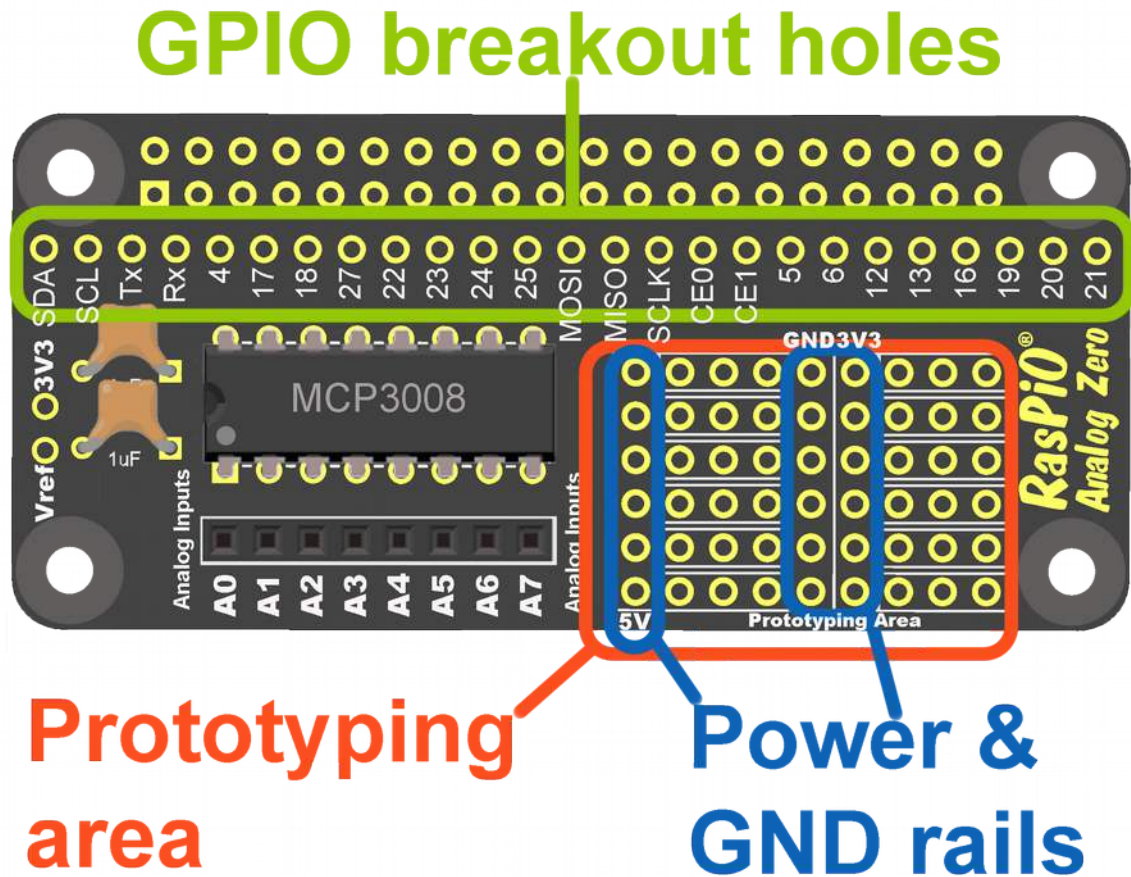 GPIO breakout holes
SDA SCL Tx Rx 4 17 18 27 22 23 24 25 MOSI MISO SCLK CE0 CE1 5 6 12 13 16 19 20 21
Vref 3V3
1uF
MCP3008
GND3V3
RasPiO®
Analog Zero
Analog Inputs
A0 A1 A2 A3 A4 A5 A6 A7
Analog Inputs
5V
Prototyping Area
Prototyping
area
Power &
GND rails